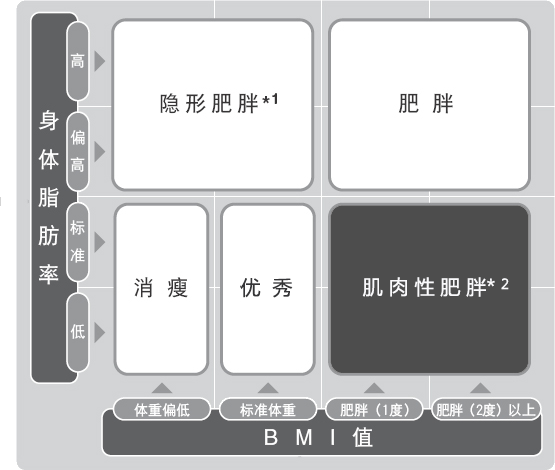 身体脂肪率
高
偏高
标准
低
隐形肥胖*1
肥胖
消瘦
优秀
肌肉性肥胖*2
体重偏低
标准体重
肥胖（1度）
肥胖（2度）以上
BMI值